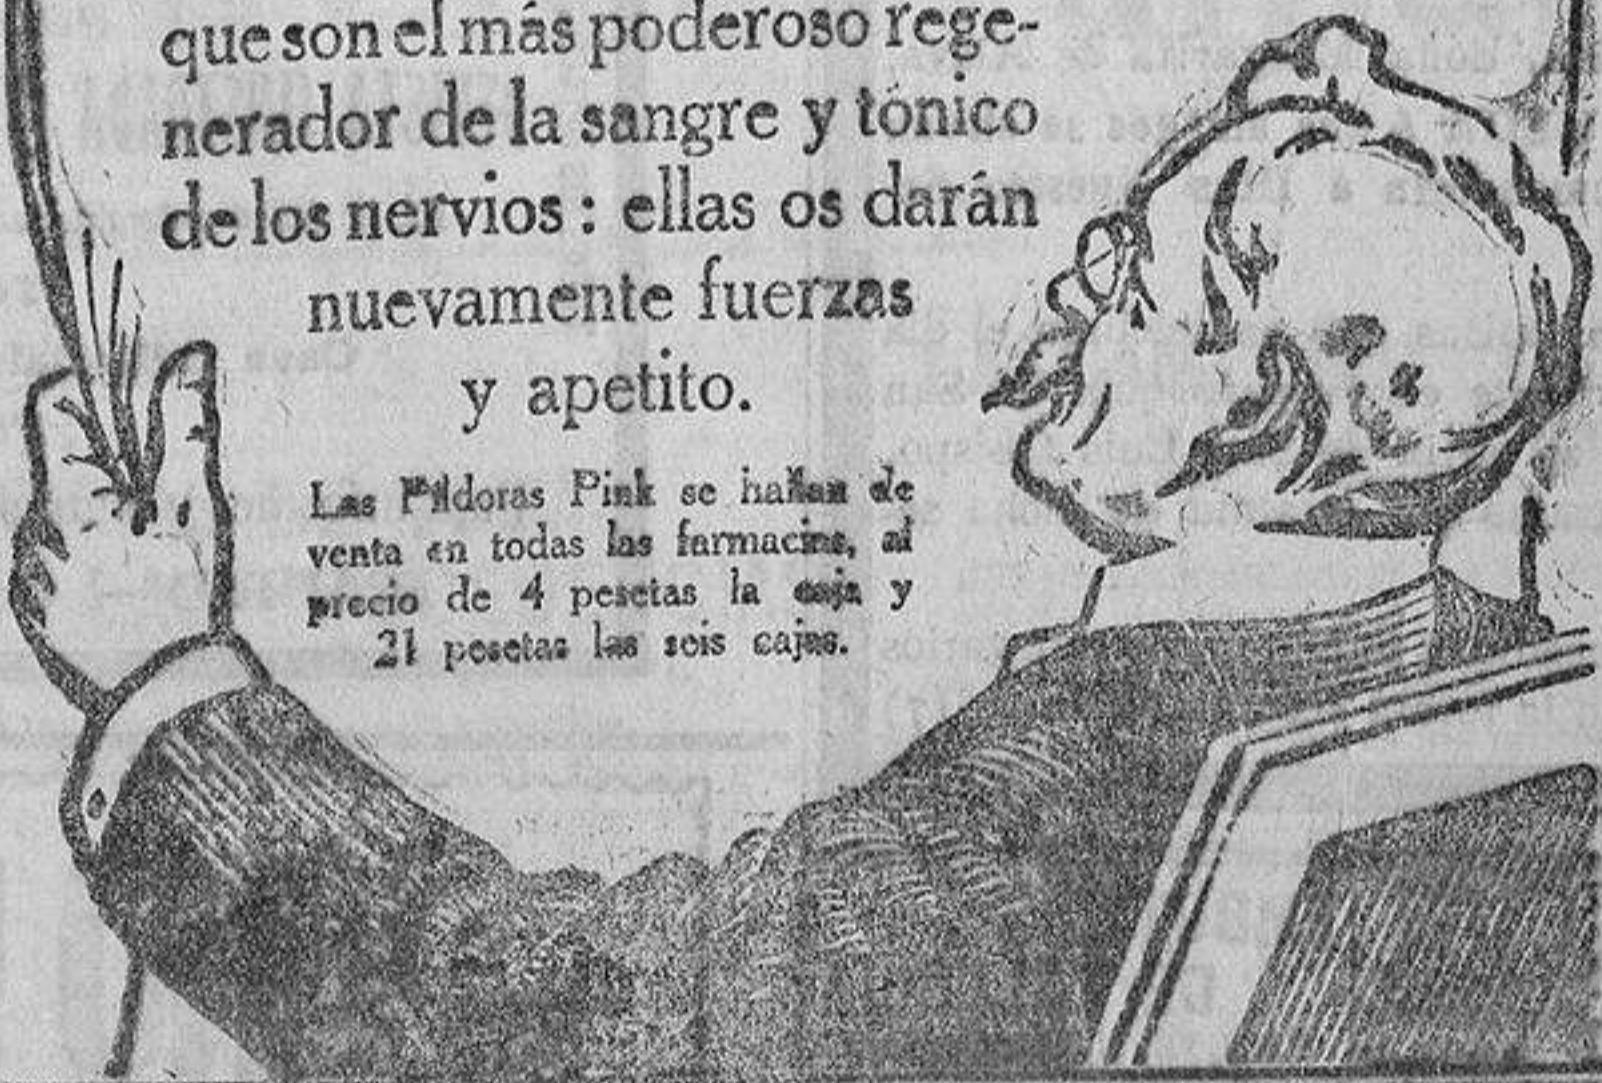 que son el más poderoso rege-
nerador de la sangre y tónico
de los nervios : ellas os darán
nuevamente fuerzas
y apetito.
Las Píldoras Pink se hallan de
venta en todas las farmacias, al
precio de 4 pesetas la caja y
21 pesetas las seis cajas.